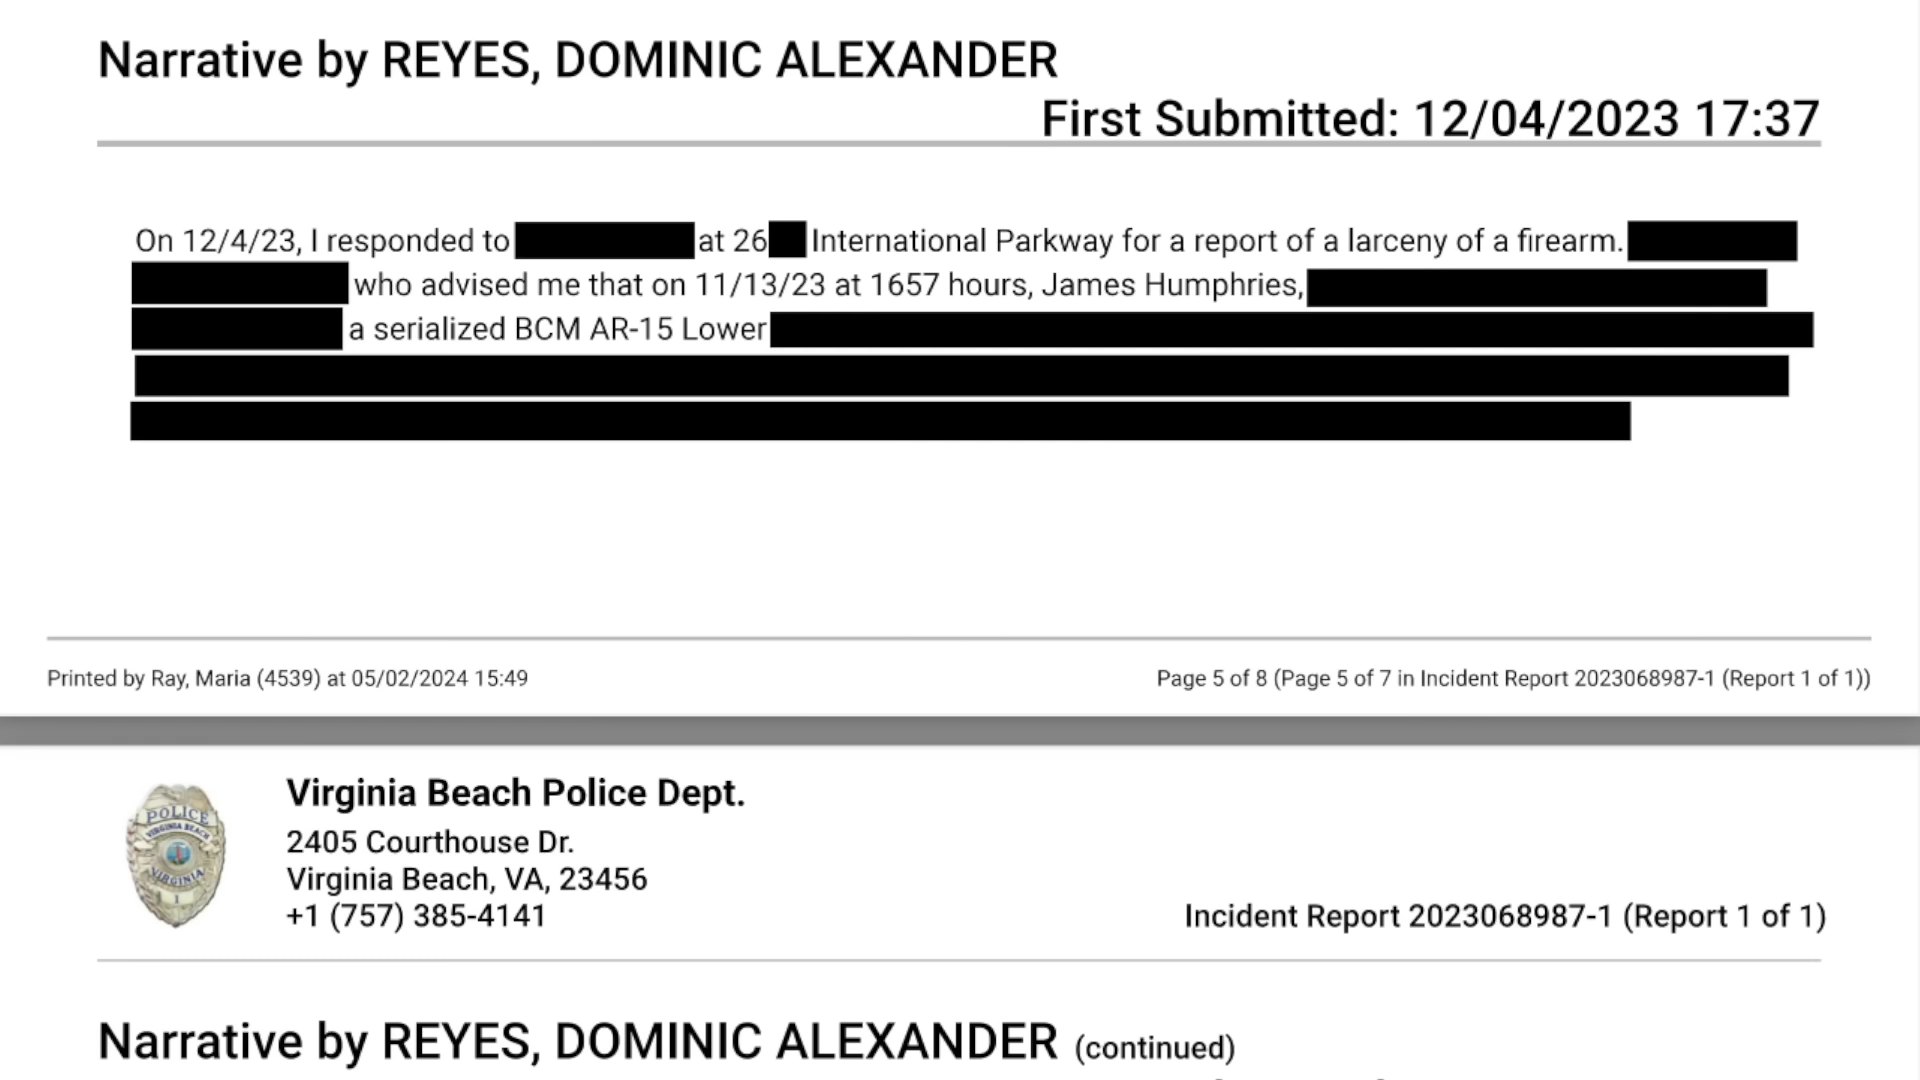 Narrative by REYES, DOMINIC ALEXANDER
First Submitted: 12/04/2023 17:37
On 12/4/23, I responded to at 26 International Parkway for a report of a larceny of a firearm.
who advised me that on 11/13/23 at 1657 hours, James Humphries,
a serialized BCM AR-15 Lower
Printed by Ray, Maria (4539) at 05/02/2024 15:49
Page 5 of 8 (Page 5 of 7 in Incident Report 2023068987-1 (Report 1 of 1))
POLICE
VIRGINIA BEACH
VIRGINIA
1
Virginia Beach Police Dept.
2405 Courthouse Dr.
Virginia Beach, VA, 23456
+1 (757) 385-4141
Incident Report 2023068987-1 (Report 1 of 1)
Narrative by REYES, DOMINIC ALEXANDER (continued)